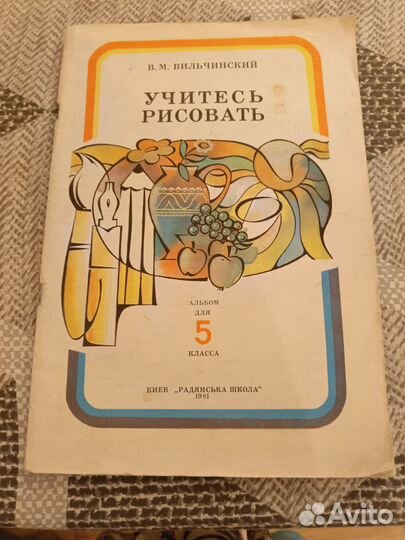 В. М. ВИЛЬЧИНСКИЙ
УЧИТЕСЬ
РИСОВАТЬ
АЛЬБОМ
ДЛЯ
5
КЛАССА
КИЕВ „РАДЯНСЬКА ШКОЛА“
1981
Avito